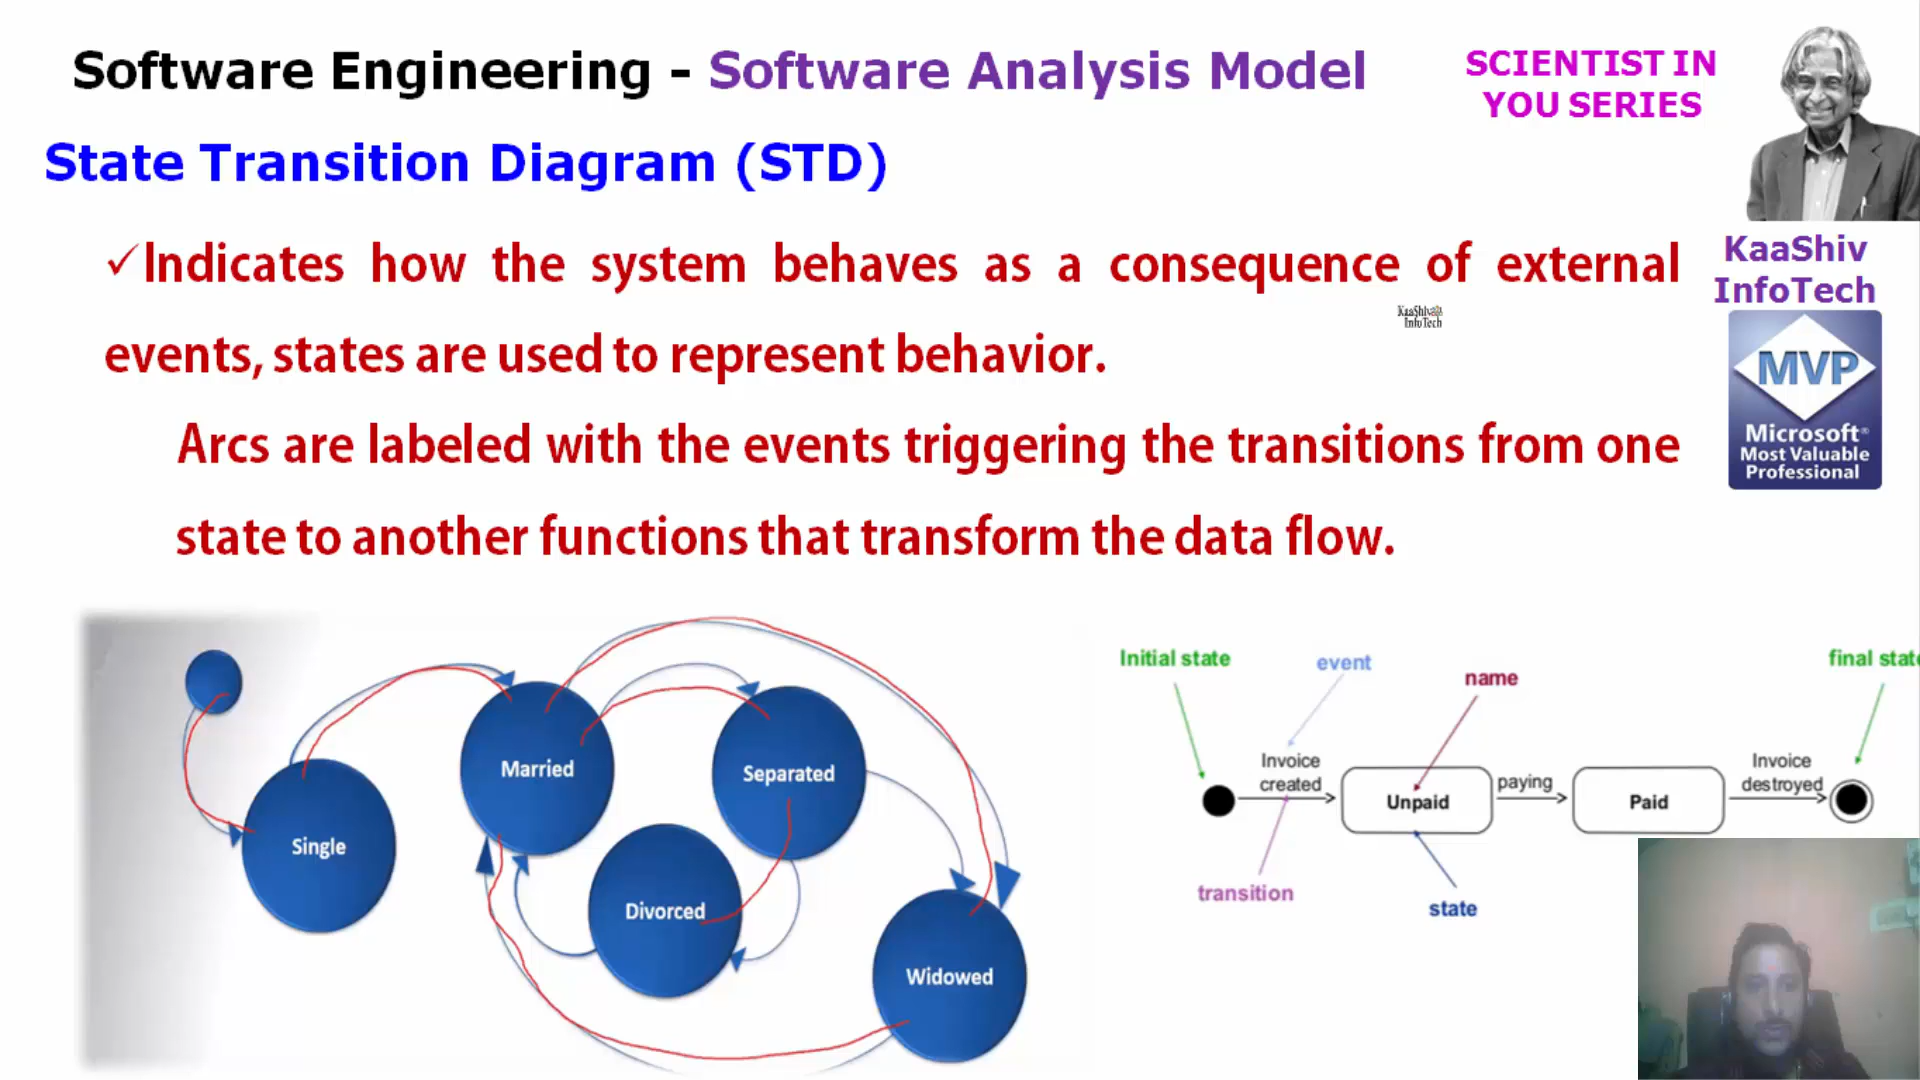 Software Engineering - Software Analysis Model
SCIENTIST IN
YOU SERIES
State Transition Diagram (STD)
✓Indicates how the system behaves as a consequence of external
events, states are used to represent behavior.
Arcs are labeled with the events triggering the transitions from one
state to another functions that transform the data flow.
KaaShiv
InfoTech
KaaShiv
InfoTech
MVP
Microsoft®
Most Valuable
Professional
Single
Married
Separated
Divorced
Widowed
Initial state
event
name
final state
Invoice
created
Unpaid
paying
Paid
Invoice
destroyed
transition
state